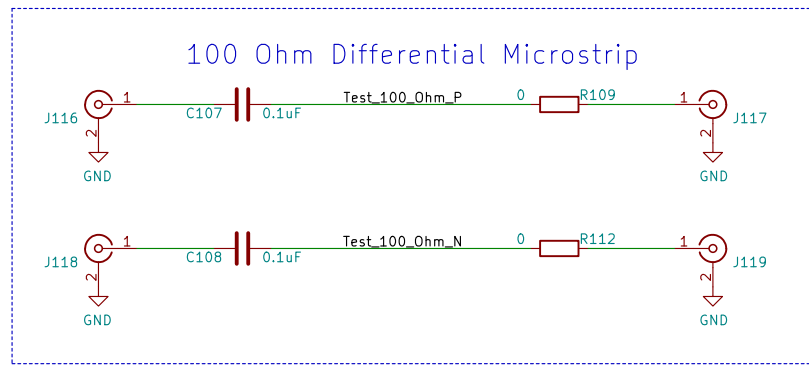 100 Ohm Differential Microstrip
J116 1 2 GND
C107 0.1uF
Test_100_Ohm_P
0 R109
1 J117 2 GND
J118 1 2 GND
C108 0.1uF
Test_100_Ohm_N
0 R112
1 J119 2 GND